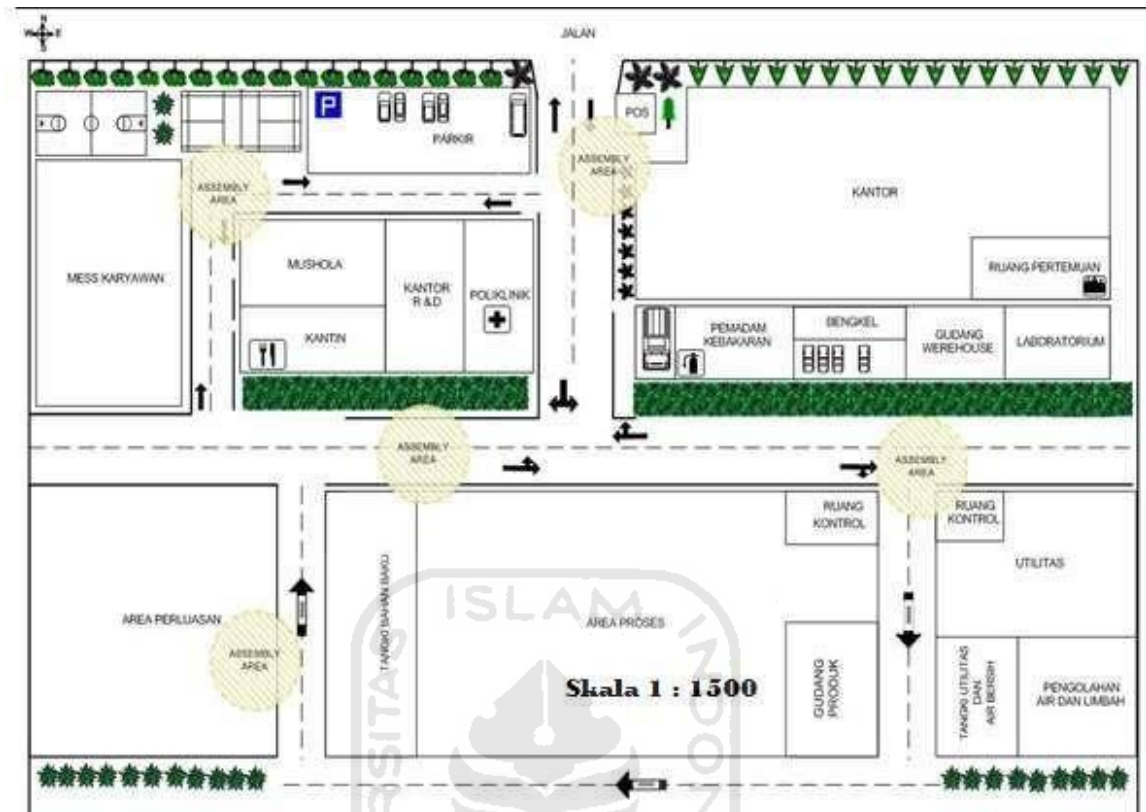 N
W E
S
JALAN
P
PARKIR
POS
ASSEMBLY
AREA
ASSEMBLY
AREA
KANTOR
MESS KARYAWAN
MUSHOLA
KANTOR
R & D
POLIKLINIK
KANTIN
RUANG PERTEMUAN
PEMADAM
KEBAKARAN
BENGKEL
GUDANG
WEREHOUSE
LABORATORIUM
ASSEMBLY
AREA
ASSEMBLY
AREA
RUANG
KONTROL
RUANG
KONTROL
UTILITAS
AREA PERLUASAN
ASSEMBLY
AREA
TANGKI BAHAN BAKU
AREA PROSES
Skala 1 : 1500
GUDANG
PRODUK
TANGKI UTILITAS
DAN
AIR BERSIH
PENGOLAHAN
AIR DAN LIMBAH
ISLAM